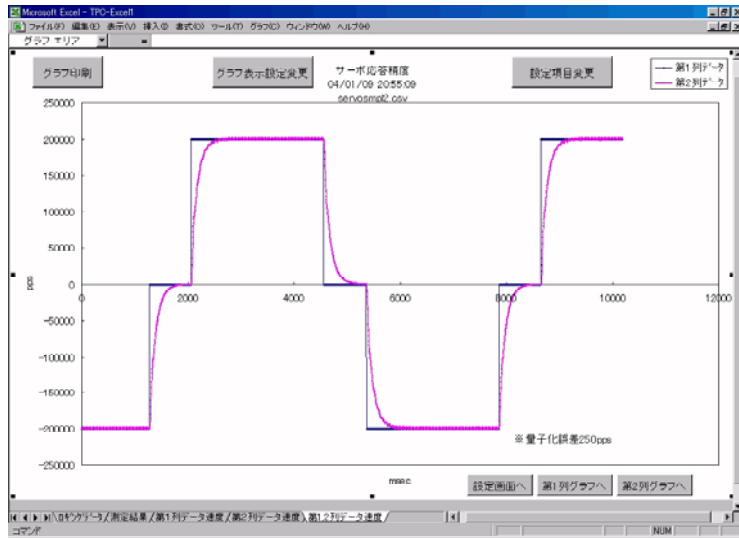 Microsoft Excel - TPC-Excel1
ファイル(F) 編集(E) 表示(V) 挿入(I) 書式(O) ツール(T) グラフ(C) ウィンドウ(W) ヘルプ(H)
グラフ エリア =
グラフ印刷
グラフ表示設定変更
サーボ応答精度
04/01/09 20:55:09
servosmpl2.csv
設定項目変更
第1列データ
第2列データ
250000
200000
150000
100000
50000
0
-50000
-100000
-150000
-200000
-250000
pps
0 2000 4000 6000 8000 10000 12000
※量子化誤差250pps
msec
設定画面へ 第1列グラフへ 第2列グラフへ
ロギングデータ/測定結果/第1列データ速度/第2列データ速度\第1,2列データ速度/
コマンド NUM